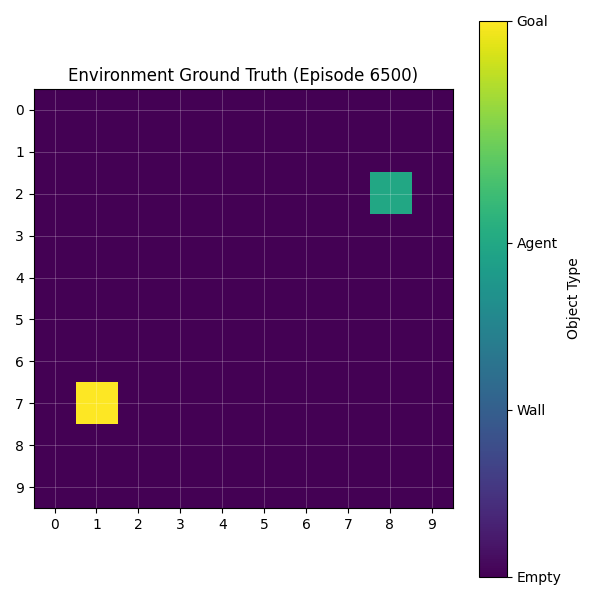 Environment Ground Truth (Episode 6500)
0
1
2
3
4
5
6
7
8
9
0 1 2 3 4 5 6 7 8 9
Goal
Agent
Wall
Empty
Object Type